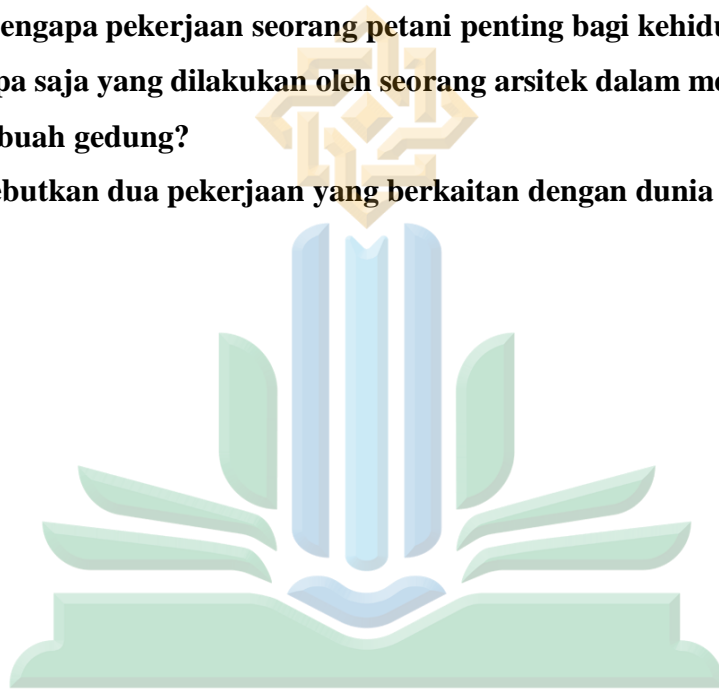 engapa pekerjaan seorang petani penting bagi kehidu
pa saja yang dilakukan oleh seorang arsitek dalam me
buah gedung?
ebutkan dua pekerjaan yang berkaitan dengan dunia